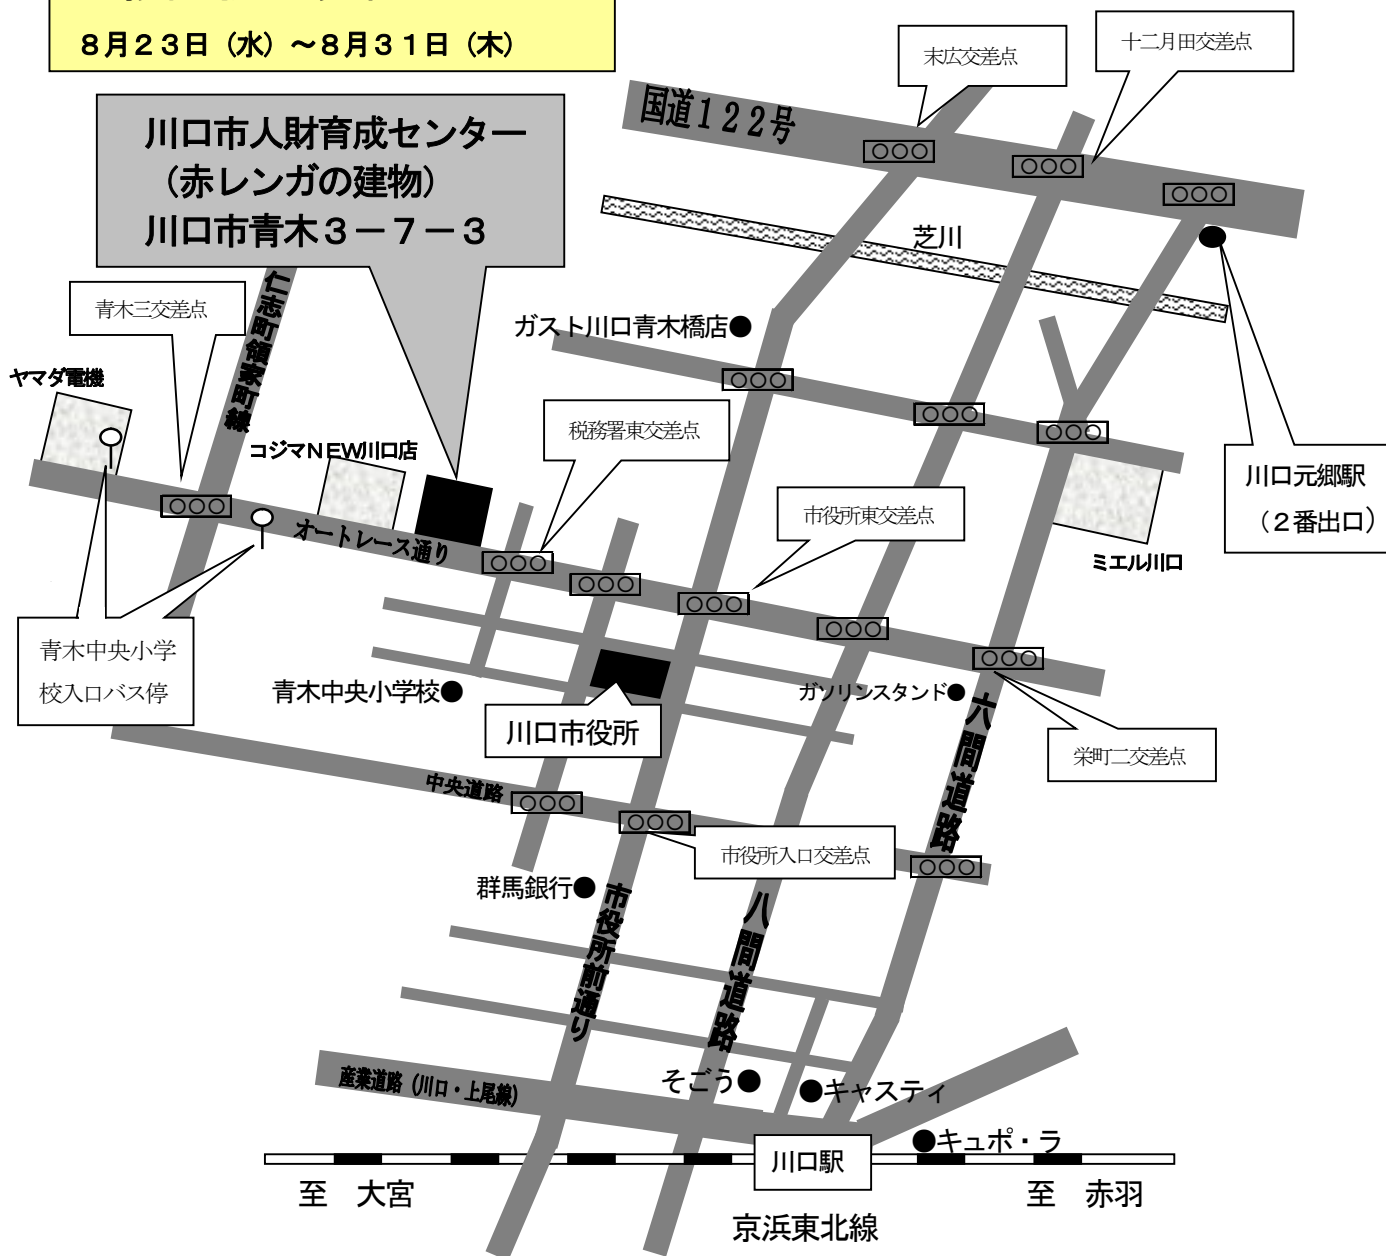 ８月２３日（水）～８月３１日（木）
末広交差点
十二月田交差点
国道１２２号
川口市人財育成センター
（赤レンガの建物）
川口市青木３－７－３
芝川
仁志町領家町線
青木三交差点
ガスト川口青木橋店
ヤマダ電機
税務署東交差点
コジマＮＥＷ川口店
川口元郷駅
（２番出口）
市役所東交差点
オートレース通り
ミエル川口
青木中央小学
校入口バス停
青木中央小学校
ガソリンスタンド
六間道路
川口市役所
栄町二交差点
中央道路
市役所入口交差点
群馬銀行
市役所前通り
八間道路
産業道路（川口・上尾線）
そごう
キャスティ
キュポ・ラ
川口駅
至　大宮
至　赤羽
京浜東北線